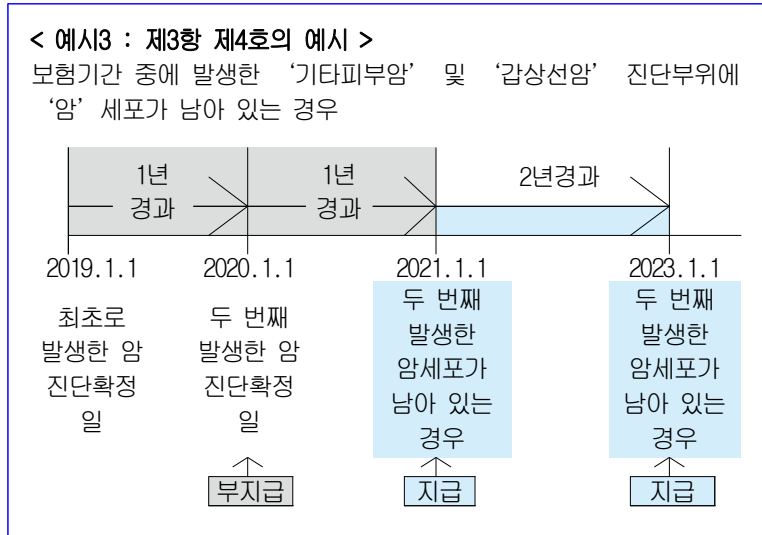 < 예시3 : 제3항 제4호의 예시 >
보험기간 중에 발생한 ‘기타피부암’ 및 ‘갑상선암’ 진단부위에
‘암’ 세포가 남아 있는 경우
1년
경과
1년
경과
2년경과
2019.1.1
2020.1.1
2021.1.1
2023.1.1
최초로
발생한 암
진단확정
일
두 번째
발생한 암
진단확정
일
두 번째
발생한
암세포가
남아 있는
경우
두 번째
발생한
암세포가
남아 있는
경우
부지급
지급
지급